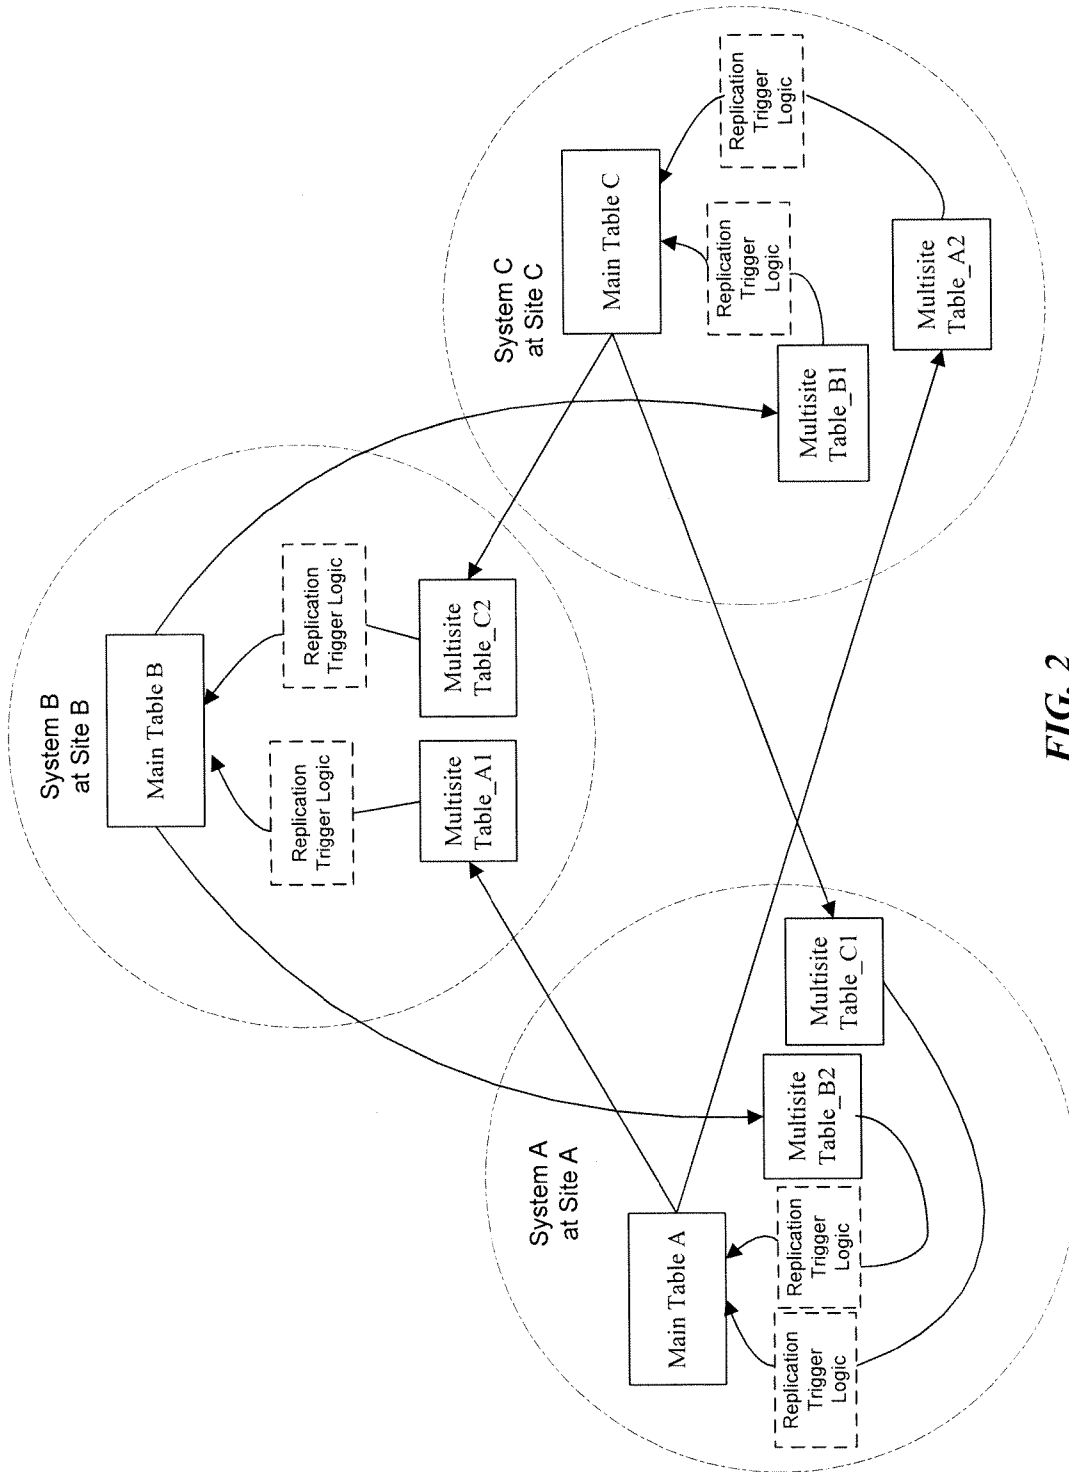 System B
at Site B
Main Table B
Replication
Trigger Logic
Replication
Trigger Logic
Multisite
Table_A1
Multisite
Table_C2
System A
at Site A
Main Table A
Replication
Trigger
Logic
Replication
Trigger
Logic
Multisite
Table_B2
Multisite
Table_C1
System C
at Site C
Main Table C
Replication
Trigger
Logic
Replication
Trigger
Logic
Multisite
Table_B1
Multisite
Table_A2
FIG. 2